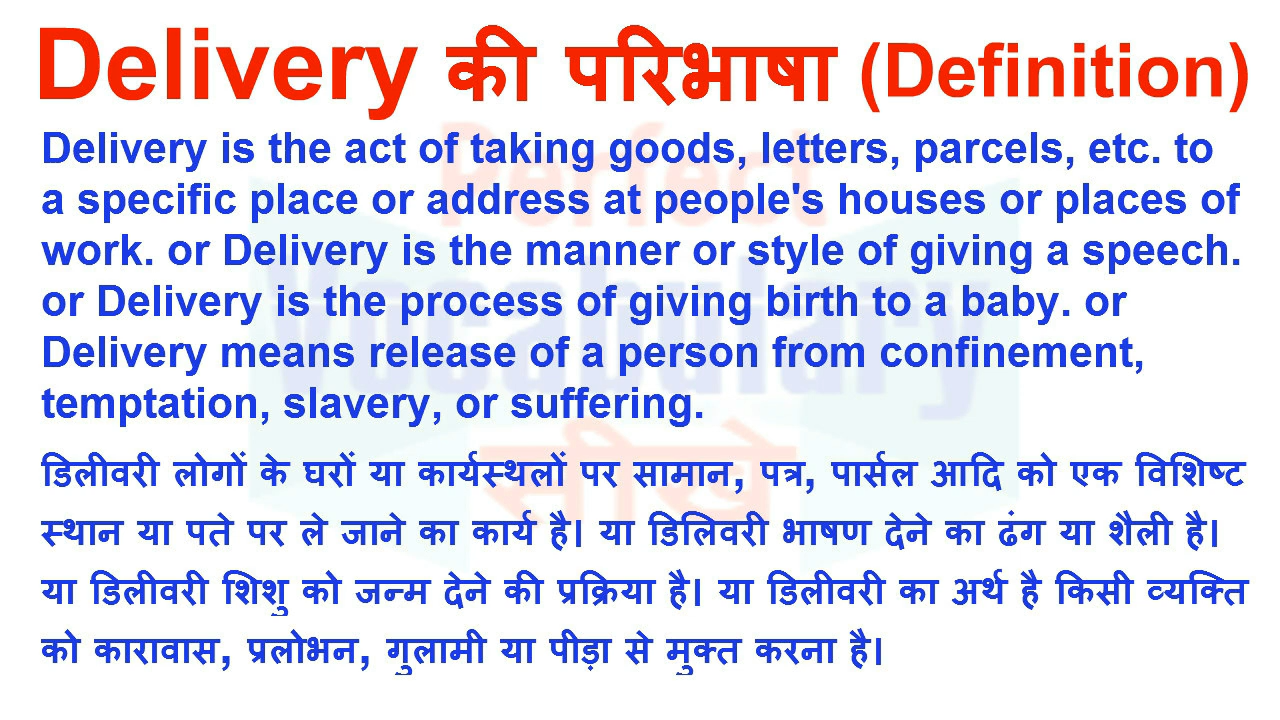 Delivery की परिभाषा (Definition)
Delivery is the act of taking goods, letters, parcels, etc. to
a specific place or address at people's houses or places of
work. or Delivery is the manner or style of giving a speech.
or Delivery is the process of giving birth to a baby. or
Delivery means release of a person from confinement,
temptation, slavery, or suffering.
डिलीवरी लोगों के घरों या कार्यस्थलों पर सामान, पत्र, पार्सल आदि को एक विशिष्ट
स्थान या पते पर ले जाने का कार्य है। या डिलिवरी भाषण देने का ढंग या शैली है।
या डिलीवरी शिशु को जन्म देने की प्रक्रिया है। या डिलीवरी का अर्थ है किसी व्यक्ति
को कारावास, प्रलोभन, गुलामी या पीड़ा से मुक्त करना है।
Perfect
Vocabulary
सीखे